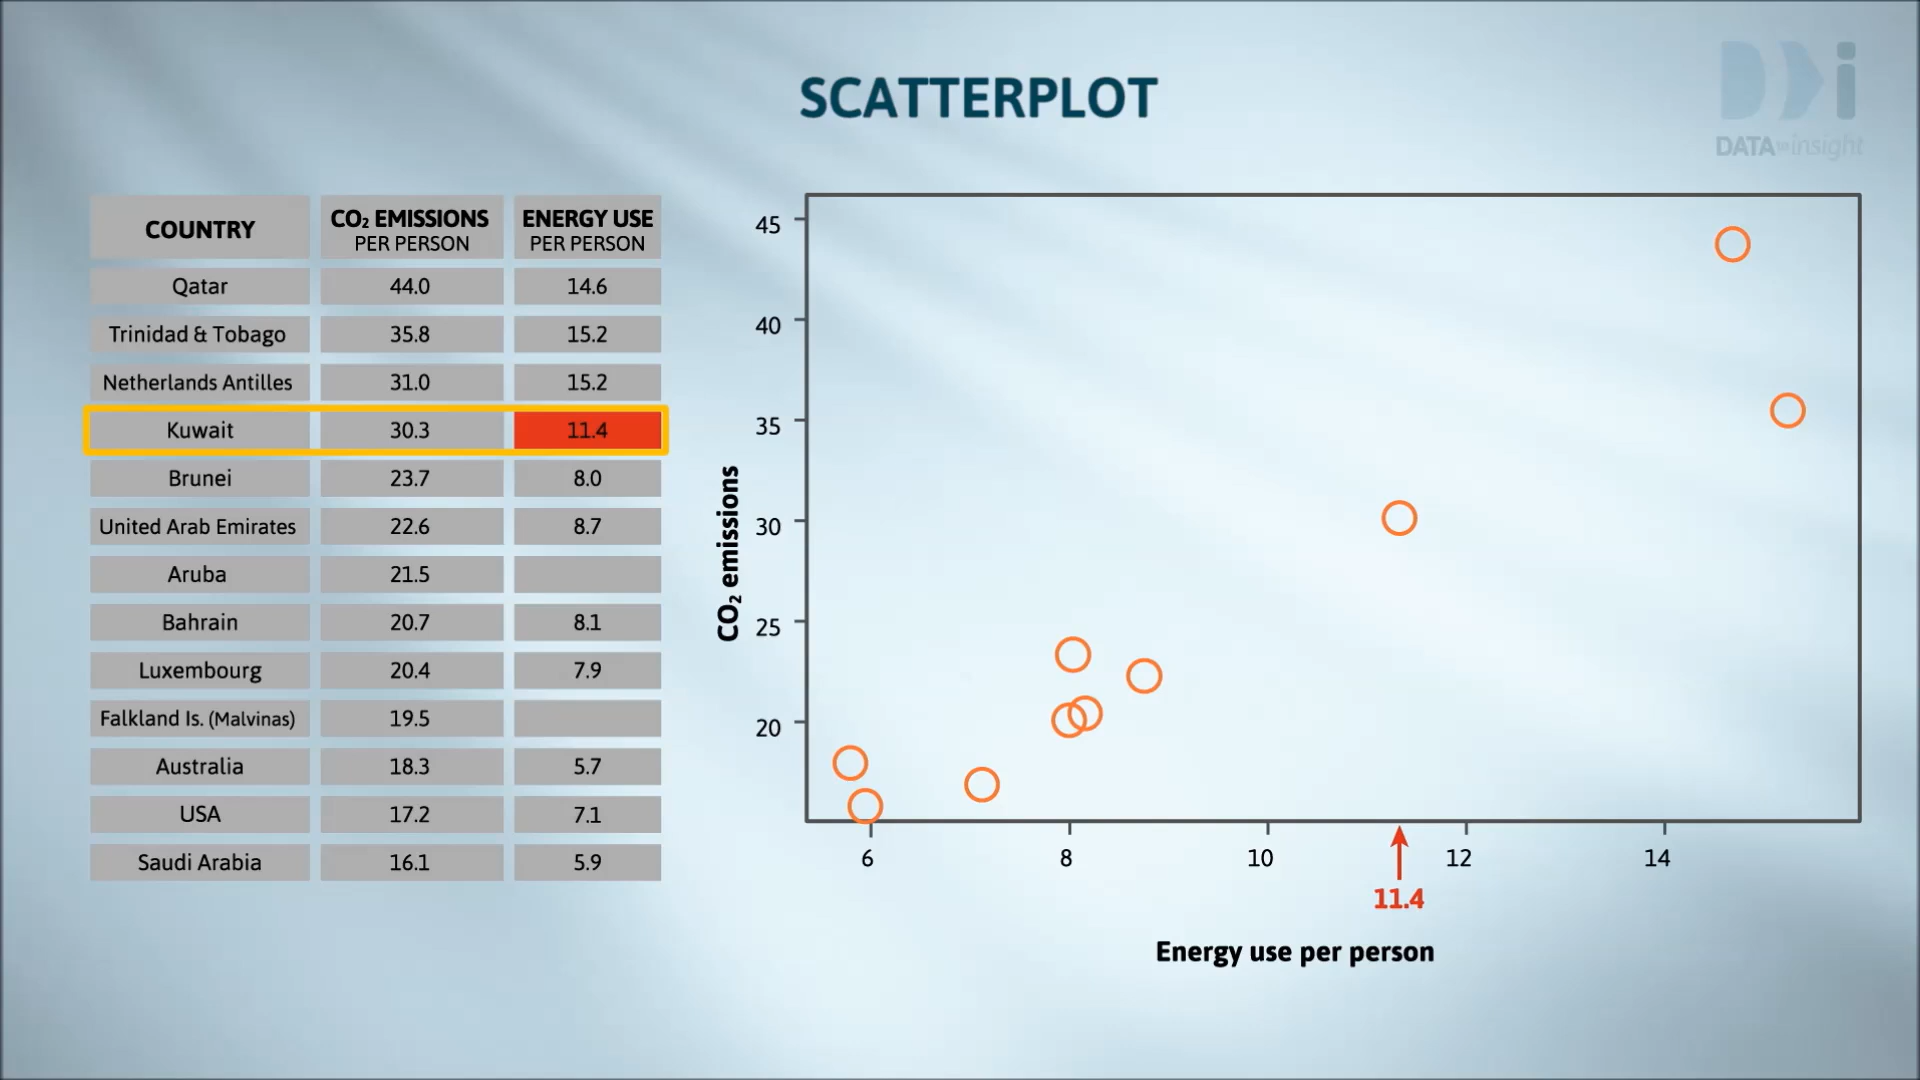 SCATTERPLOT
DATA to insight
COUNTRY CO₂ EMISSIONS PER PERSON ENERGY USE PER PERSON
Qatar 44.0 14.6
Trinidad & Tobago 35.8 15.2
Netherlands Antilles 31.0 15.2
Kuwait 30.3 11.4
Brunei 23.7 8.0
United Arab Emirates 22.6 8.7
Aruba 21.5
Bahrain 20.7 8.1
Luxembourg 20.4 7.9
Falkland Is. (Malvinas) 19.5
Australia 18.3 5.7
USA 17.2 7.1
Saudi Arabia 16.1 5.9
CO₂ emissions
45
40
35
30
25
20
6 8 10 12 14
11.4
Energy use per person